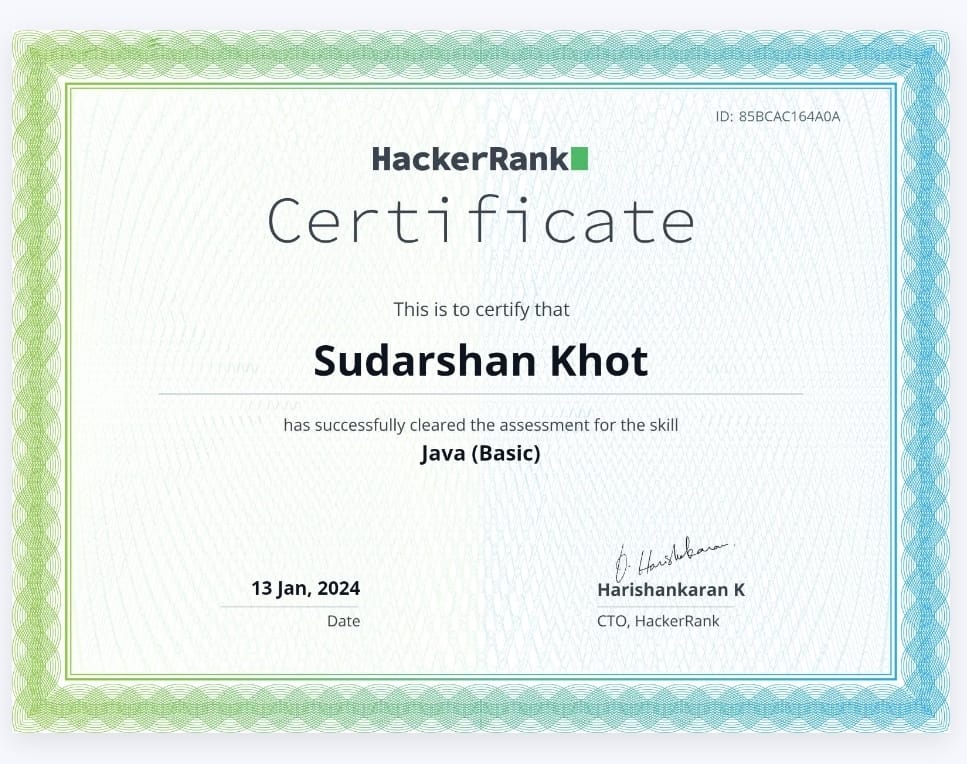 ID: 85BCAC164A0A
HackerRank
Certificate
This is to certify that
Sudarshan Khot
has successfully cleared the assessment for the skill
Java (Basic)
13 Jan, 2024
Date
Harishankaran K
CTO, HackerRank